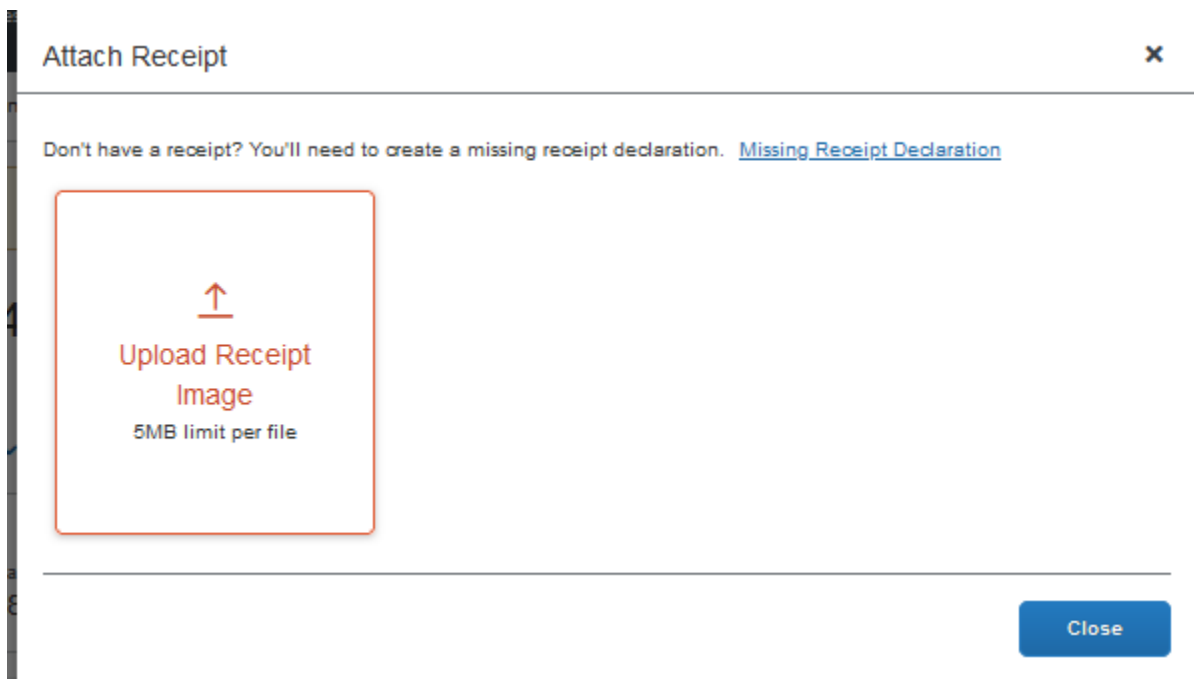 Attach Receipt
Don't have a receipt? You'll need to create a missing receipt declaration. Missing Receipt Declaration
Upload Receipt
Image
5MB limit per file
Close